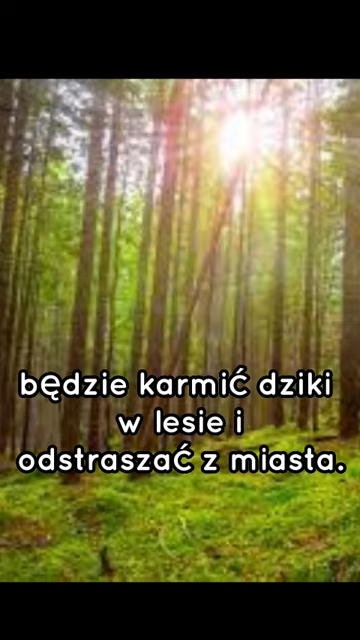 będzie karmić dziki
w lesie i
odstraszać z miasta.